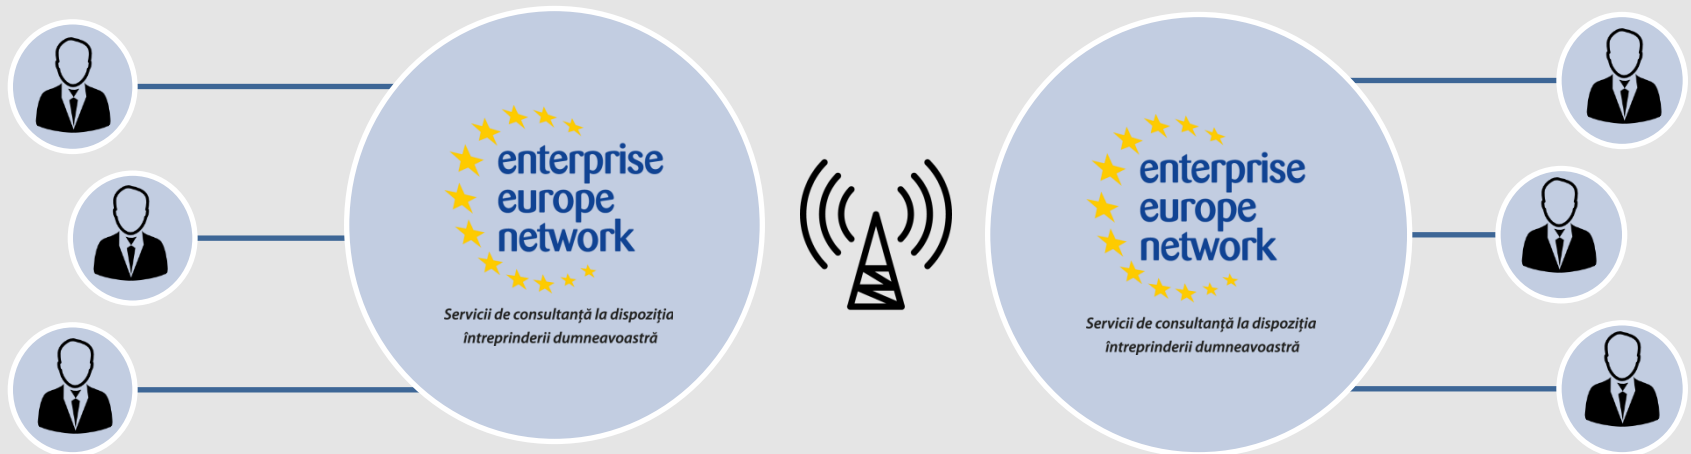 enterprise
europe
network
Servicii de consultanță la dispoziția
întreprinderii dumneavoastră
enterprise
europe
network
Servicii de consultanță la dispoziția
întreprinderii dumneavoastră